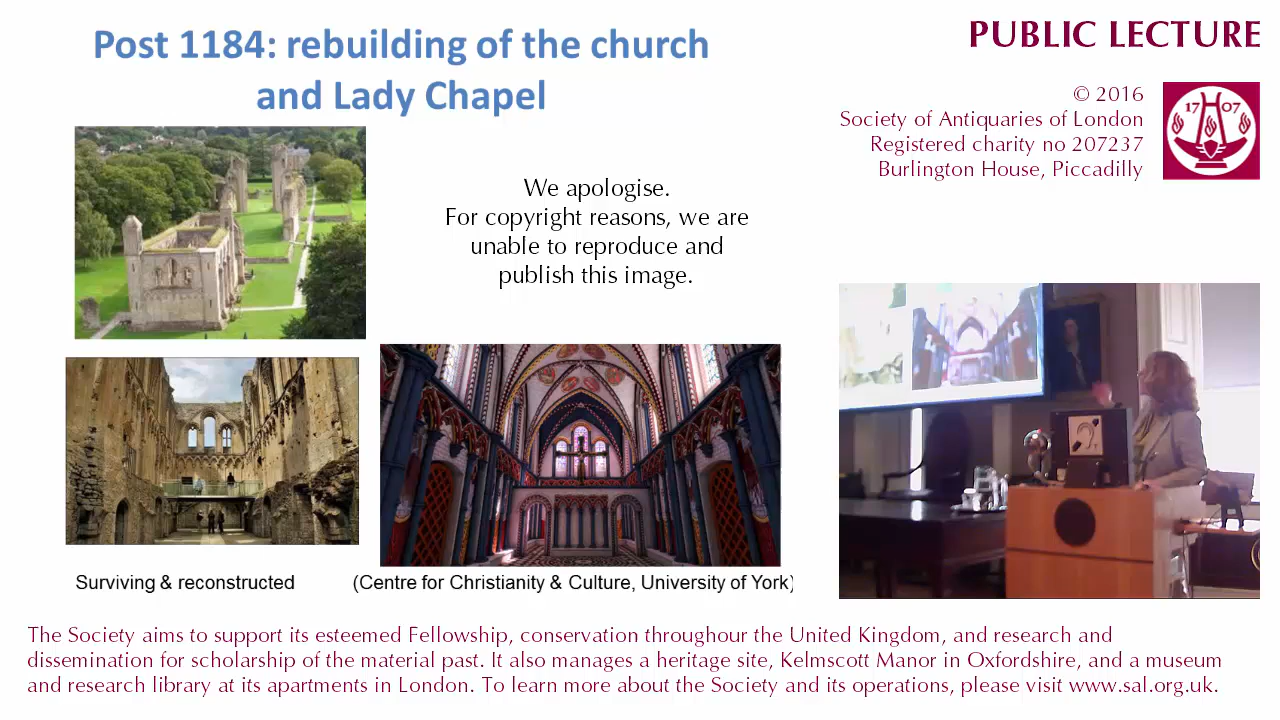 Post 1184: rebuilding of the church
and Lady Chapel
We apologise.
For copyright reasons, we are
unable to reproduce and
publish this image.
Surviving & reconstructed
(Centre for Christianity & Culture, University of York)
PUBLIC LECTURE
© 2016
Society of Antiquaries of London
Registered charity no 207237
Burlington House, Piccadilly
1707
The Society aims to support its esteemed Fellowship, conservation throughour the United Kingdom, and research and
dissemination for scholarship of the material past. It also manages a heritage site, Kelmscott Manor in Oxfordshire, and a museum
and research library at its apartments in London. To learn more about the Society and its operations, please visit www.sal.org.uk.